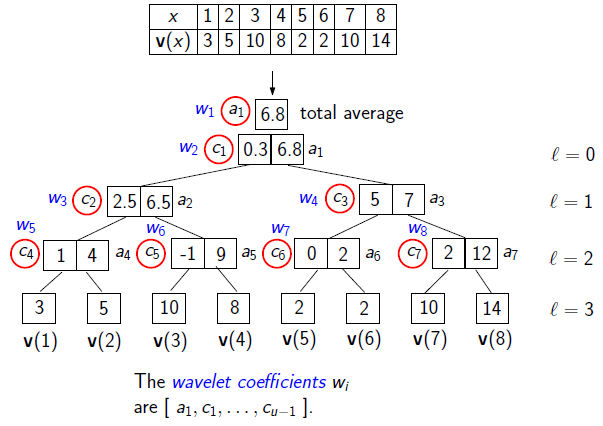 x 1 2 3 4 5 6 7 8
v(x) 3 5 10 8 2 2 10 14
w₁ a₁ 6.8 total average
w₂ c₁ 0.3 6.8 a₁ ℓ = 0
w₃ c₂ 2.5 6.5 a₂ w₄ c₃ 5 7 a₃ ℓ = 1
w₅ w₆ w₇ w₈
c₄ 1 4 a₄ c₅ -1 9 a₅ c₆ 0 2 a₆ c₇ 2 12 a₇ ℓ = 2
3 5 10 8 2 2 10 14 ℓ = 3
v(1) v(2) v(3) v(4) v(5) v(6) v(7) v(8)
The wavelet coefficients wᵢ
are [ a₁, c₁, . . . , cᵤ₋₁ ].